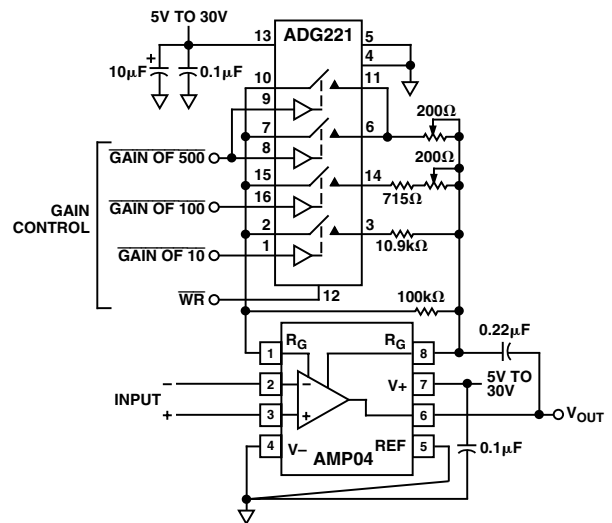 5V TO 30V
13
ADG221
5
4
10µF
+
0.1µF
10
11
9
7
6
200Ω
GAIN OF 500
8
200Ω
15
14
GAIN CONTROL
715Ω
GAIN OF 100
16
2
3
10.9kΩ
GAIN OF 10
1
WR
12
100kΩ
0.22µF
1
RG
RG
8
INPUT
–
2
–
V+
7
5V TO 30V
+
3
+
6
VOUT
4
V–
REF
5
0.1µF
AMP04